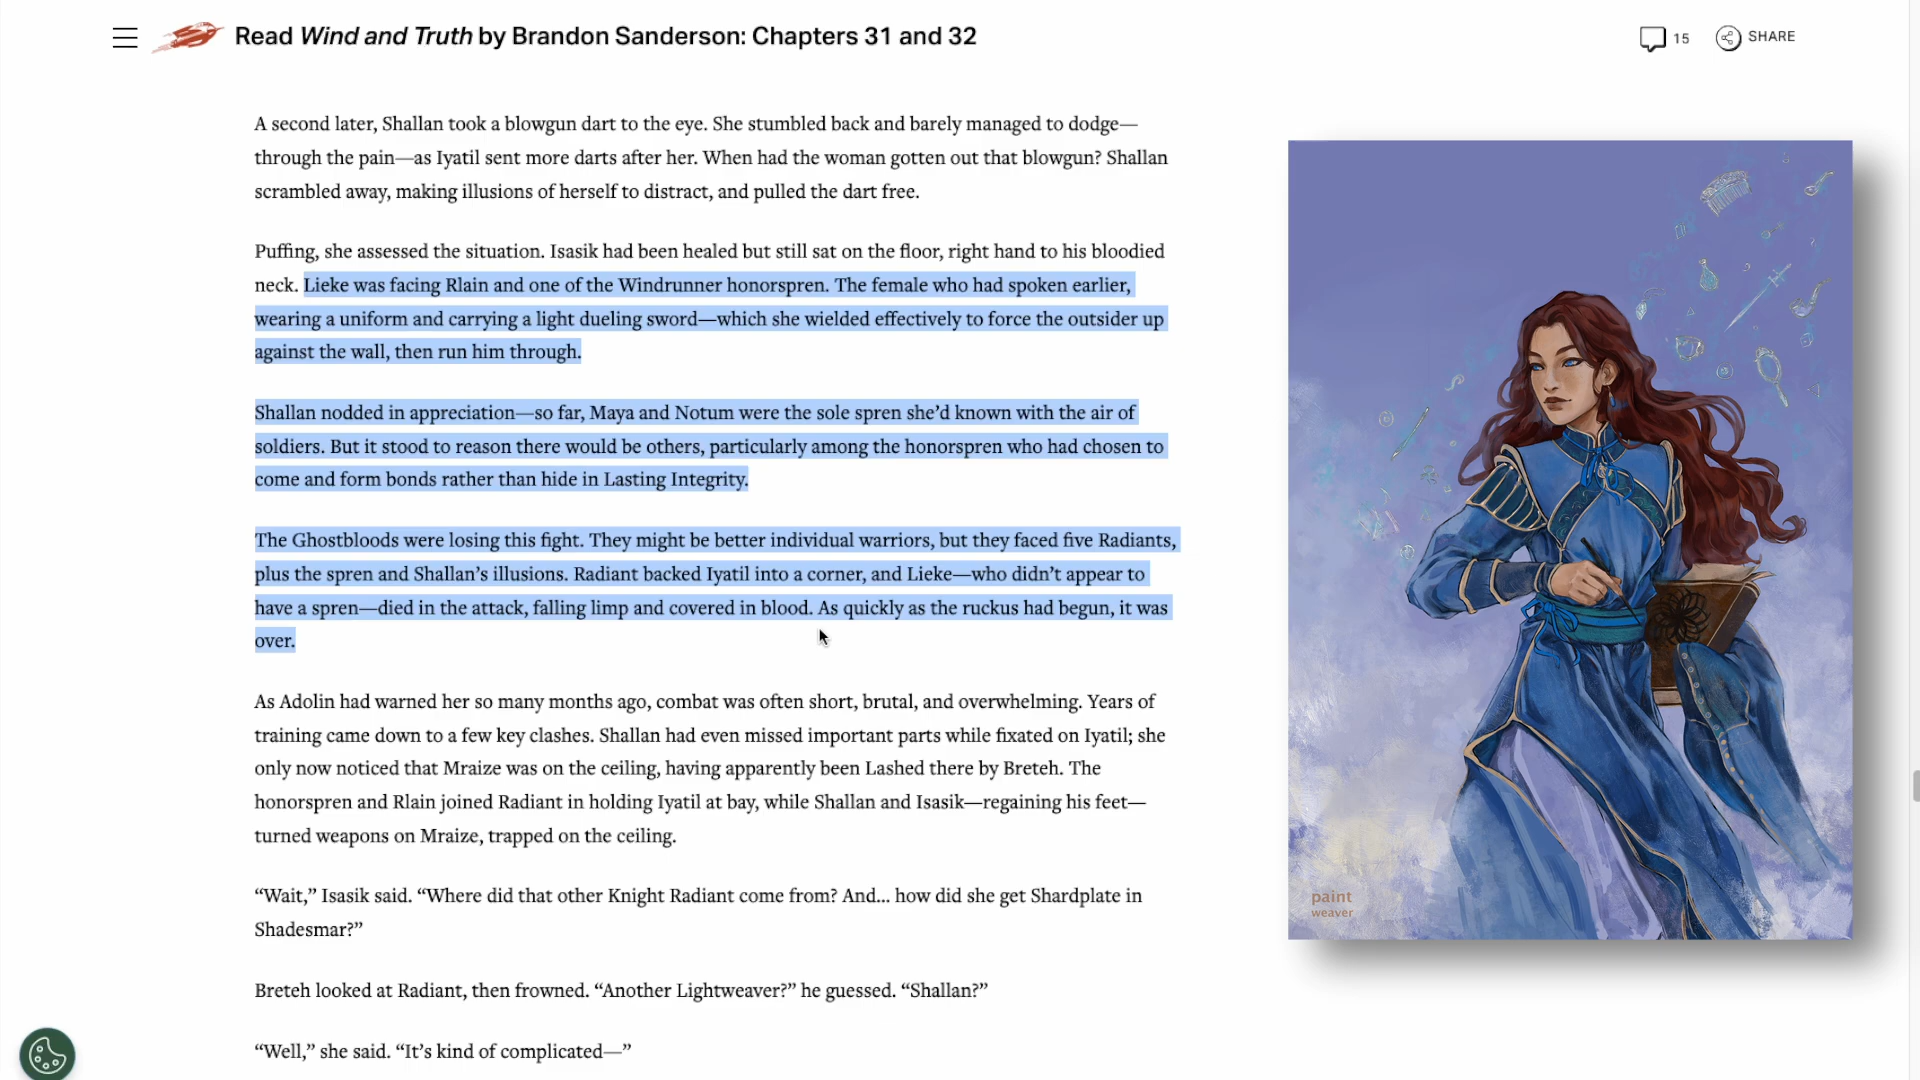 Read Wind and Truth by Brandon Sanderson: Chapters 31 and 32
15
SHARE
A second later, Shallan took a blowgun dart to the eye. She stumbled back and barely managed to dodge—
through the pain—as Iyatil sent more darts after her. When had the woman gotten out that blowgun? Shallan
scrambled away, making illusions of herself to distract, and pulled the dart free.
Puffing, she assessed the situation. Isasik had been healed but still sat on the floor, right hand to his bloodied
neck. Lieke was facing Rlain and one of the Windrunner honorspren. The female who had spoken earlier,
wearing a uniform and carrying a light dueling sword—which she wielded effectively to force the outsider up
against the wall, then run him through.
Shallan nodded in appreciation—so far, Maya and Notum were the sole spren she’d known with the air of
soldiers. But it stood to reason there would be others, particularly among the honorspren who had chosen to
come and form bonds rather than hide in Lasting Integrity.
The Ghostbloods were losing this fight. They might be better individual warriors, but they faced five Radiants,
plus the spren and Shallan’s illusions. Radiant backed Iyatil into a corner, and Lieke—who didn’t appear to
have a spren—died in the attack, falling limp and covered in blood. As quickly as the ruckus had begun, it was
over.
As Adolin had warned her so many months ago, combat was often short, brutal, and overwhelming. Years of
training came down to a few key clashes. Shallan had even missed important parts while fixated on Iyatil; she
only now noticed that Mraize was on the ceiling, having apparently been Lashed there by Breteh. The
honorspren and Rlain joined Radiant in holding Iyatil at bay, while Shallan and Isasik—regaining his feet—
turned weapons on Mraize, trapped on the ceiling.
“Wait,” Isasik said. “Where did that other Knight Radiant come from? And… how did she get Shardplate in
Shadesmar?”
Breteh looked at Radiant, then frowned. “Another Lightweaver?” he guessed. “Shallan?”
“Well,” she said. “It’s kind of complicated—”
paint
weaver